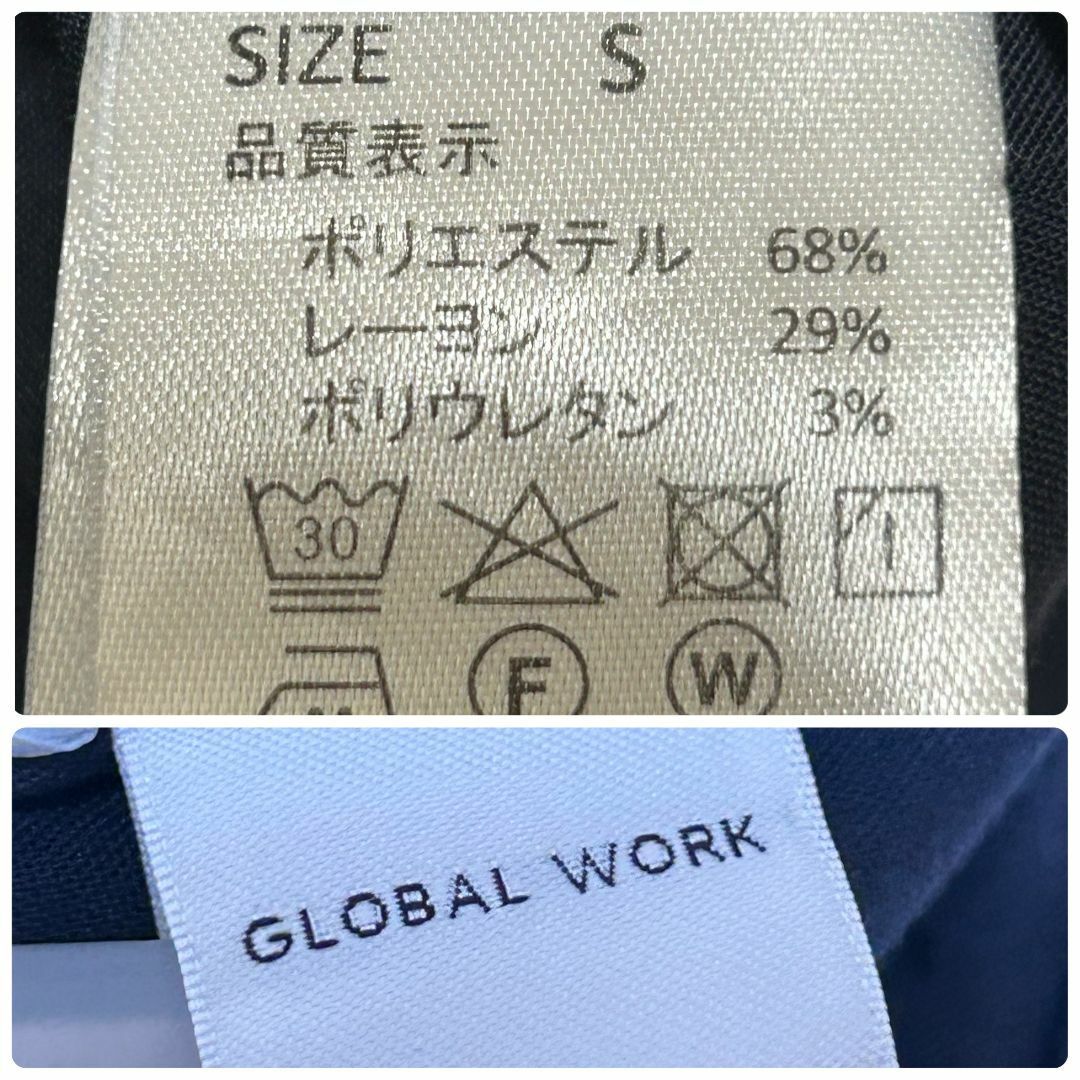 SIZE S
品質表示
ポリエステル 68%
レーヨン 29%
ポリウレタン 3%
30
F W
GLOBAL WORK